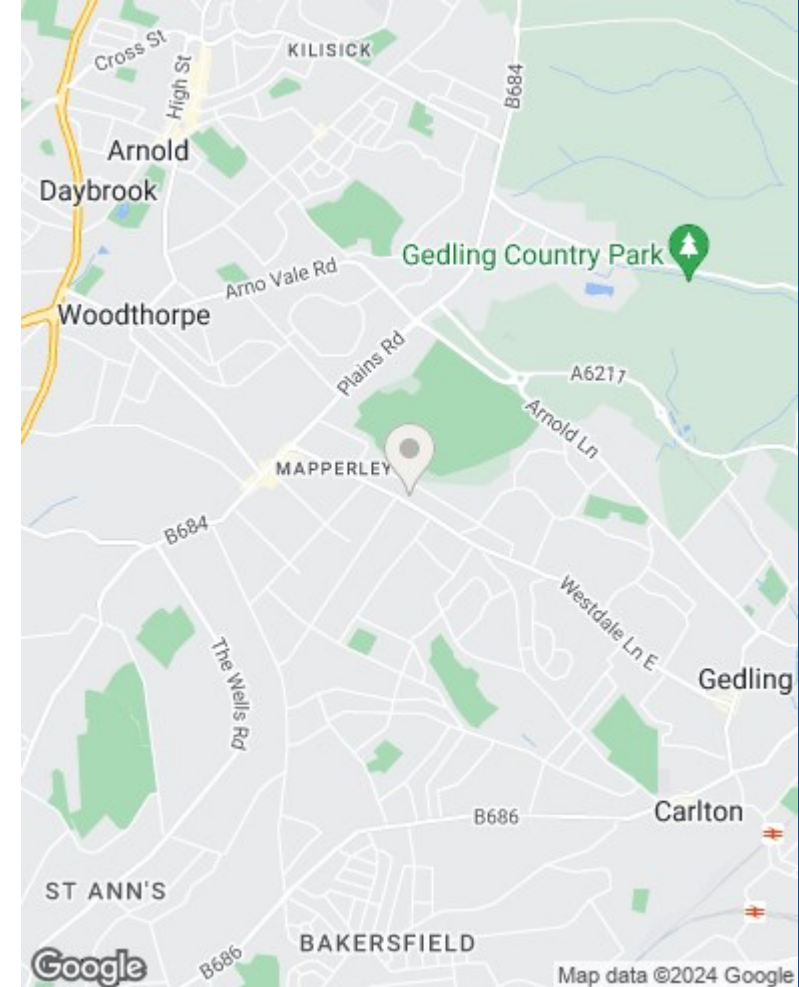 Cross St
KILISICK
High St
B684
Arnold
Daybrook
Gedling Country Park
Arno Vale Rd
Woodthorpe
Plains Rd
A6211
Arnold Ln
MAPPERLEY
B684
Westdale Ln E
The Wells Rd
Gedling
Carlton
B686
ST ANN'S
BAKERSFIELD
B686
Google
Map data ©2024 Google